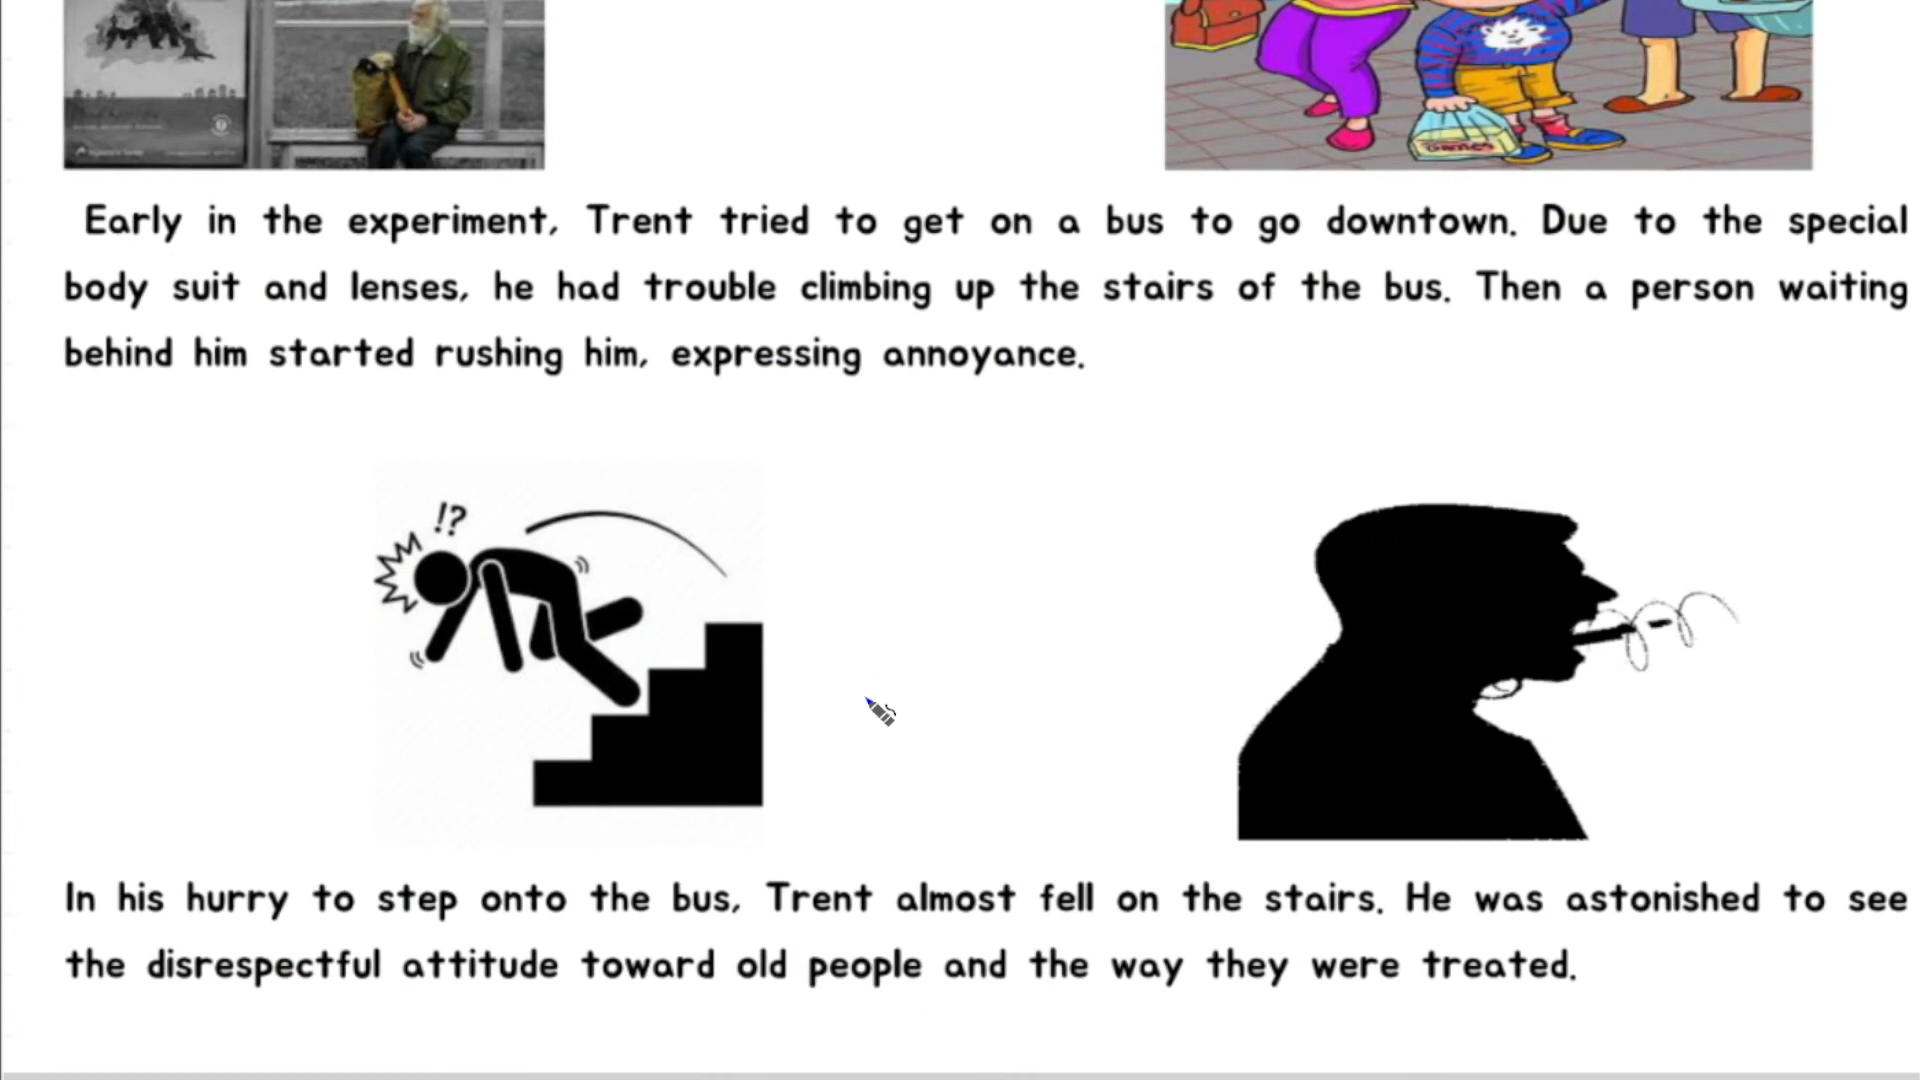 Games
Early in the experiment, Trent tried to get on a bus to go downtown. Due to the special
body suit and lenses, he had trouble climbing up the stairs of the bus. Then a person waiting
behind him started rushing him, expressing annoyance.
!?
In his hurry to step onto the bus, Trent almost fell on the stairs. He was astonished to see
the disrespectful attitude toward old people and the way they were treated.